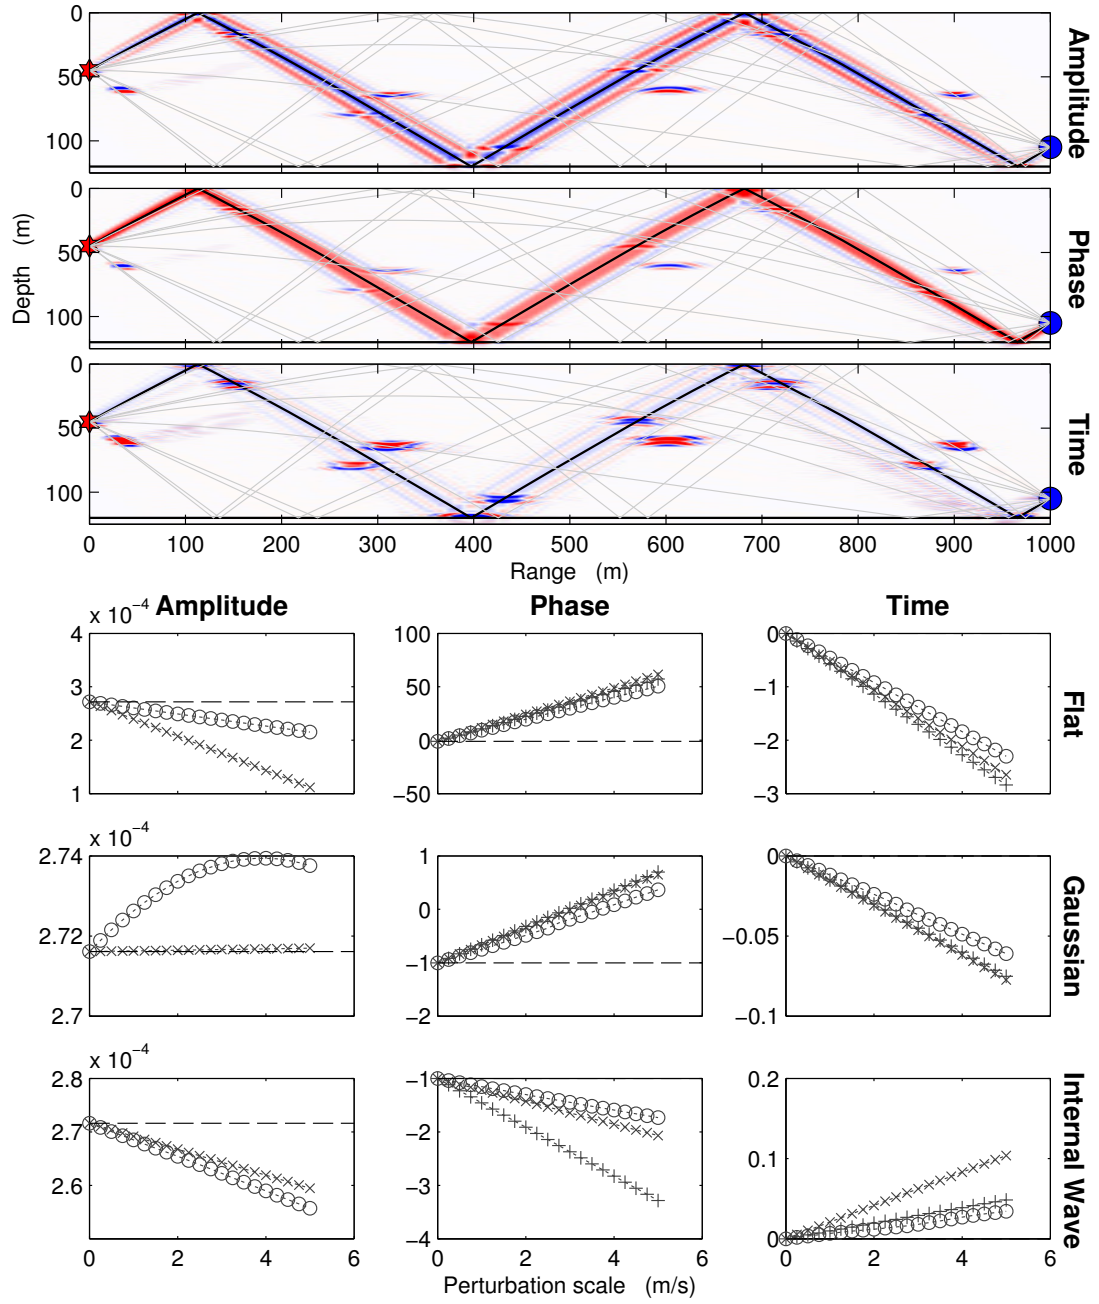 0
50
100
Amplitude
0
50
100
Depth (m)
Phase
0
50
100
Time
0 100 200 300 400 500 600 700 800 900 1000
Range (m)
x 10⁻⁴ Amplitude Phase Time
4 3 2 1
100 50 0 −50
0 −1 −2 −3
Flat
x 10⁻⁴
2.74 2.72 2.7
1 0 −1 −2
0 −0.05 −0.1
Gaussian
x 10⁻⁴
2.8 2.7 2.6
−1 −2 −3 −4
0.2 0.1 0
Internal Wave
0 2 4 6 0 2 4 6 0 2 4 6
Perturbation scale (m/s)